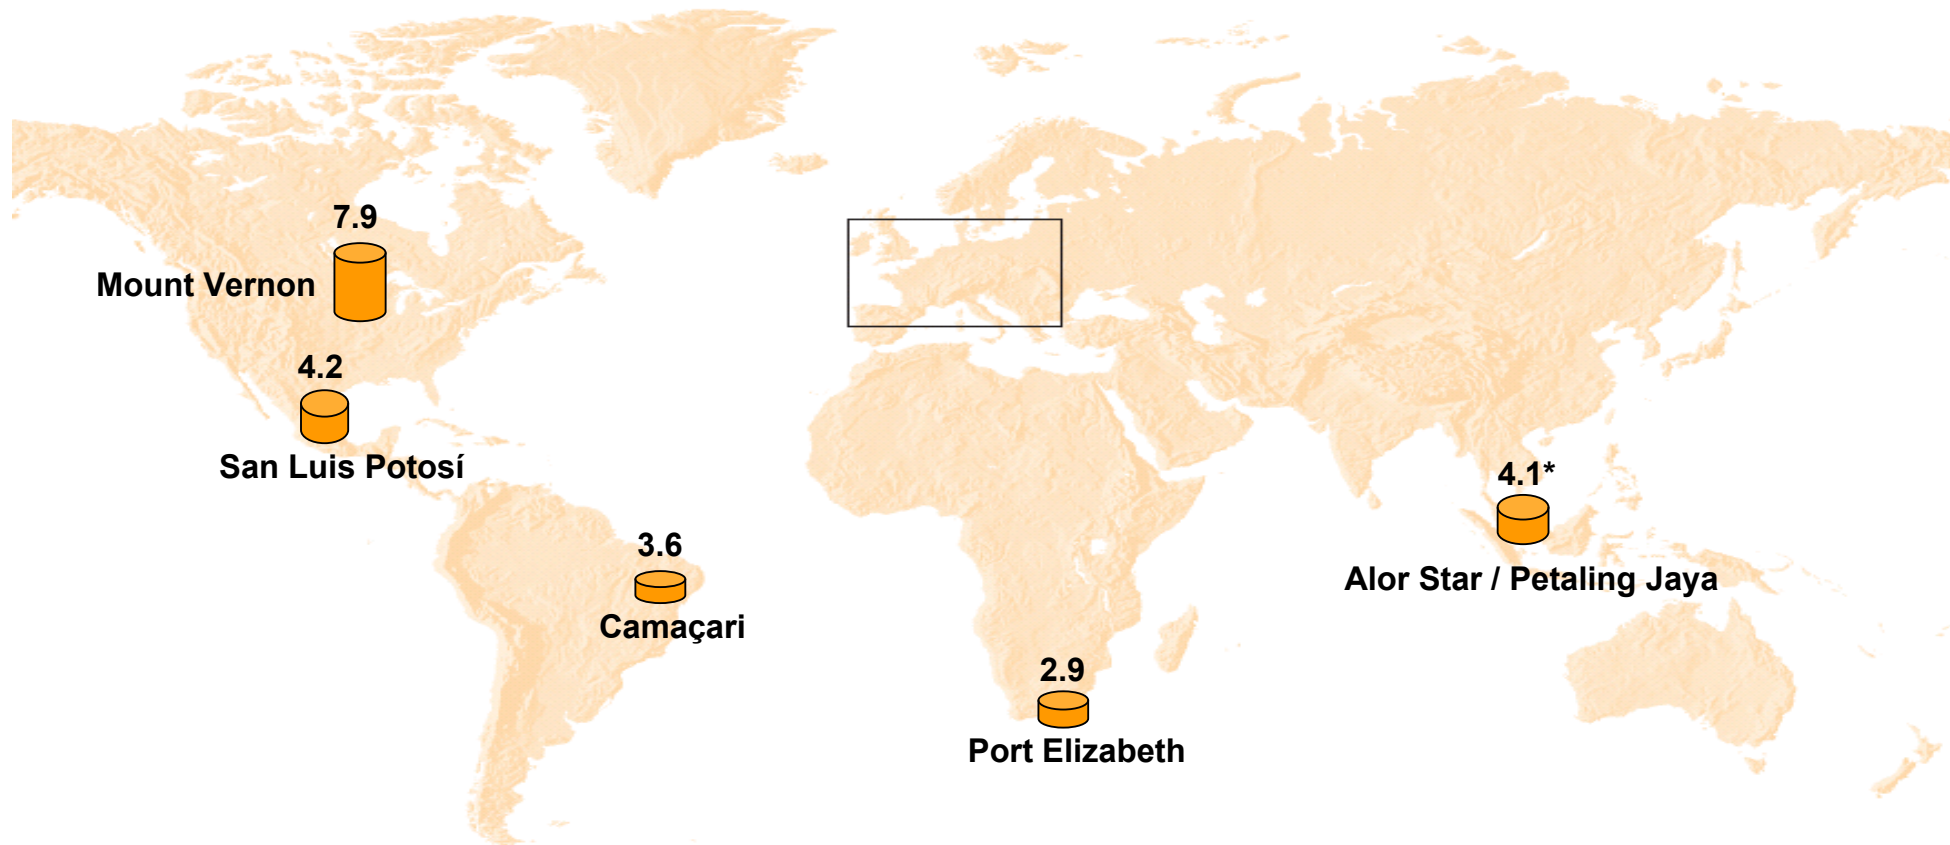 7.9
Mount Vernon
4.2
San Luis Potosí
3.6
Camaçari
2.9
Port Elizabeth
4.1*
Alor Star / Petaling Jaya